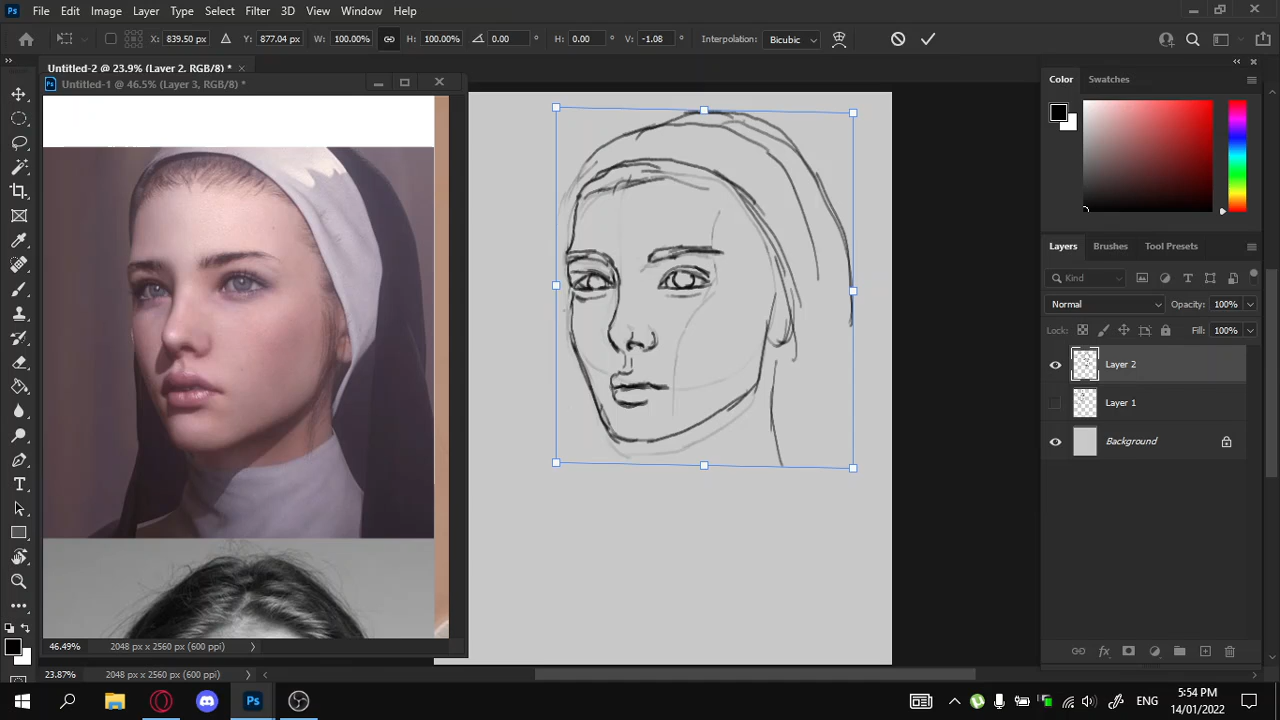 Ps File Edit Image Layer Type Select Filter 3D View Window Help
X: 839.50 px Y: 877.04 px W: 100.00% H: 100.00% 0.00 ° H: 0.00 ° V: -1.08 ° Interpolation: Bicubic
Untitled-2 @ 23.9% (Layer 2, RGB/8) *
Ps Untitled-1 @ 46.5% (Layer 3, RGB/8) *
Color Swatches
Layers Brushes Tool Presets
Kind
Normal Opacity: 100%
Lock: Fill: 100%
Layer 2
Layer 1
Background
46.49% 2048 px x 2560 px (600 ppi)
23.87% 2048 px x 2560 px (600 ppi)
Ps
ENG
5:54 PM
14/01/2022